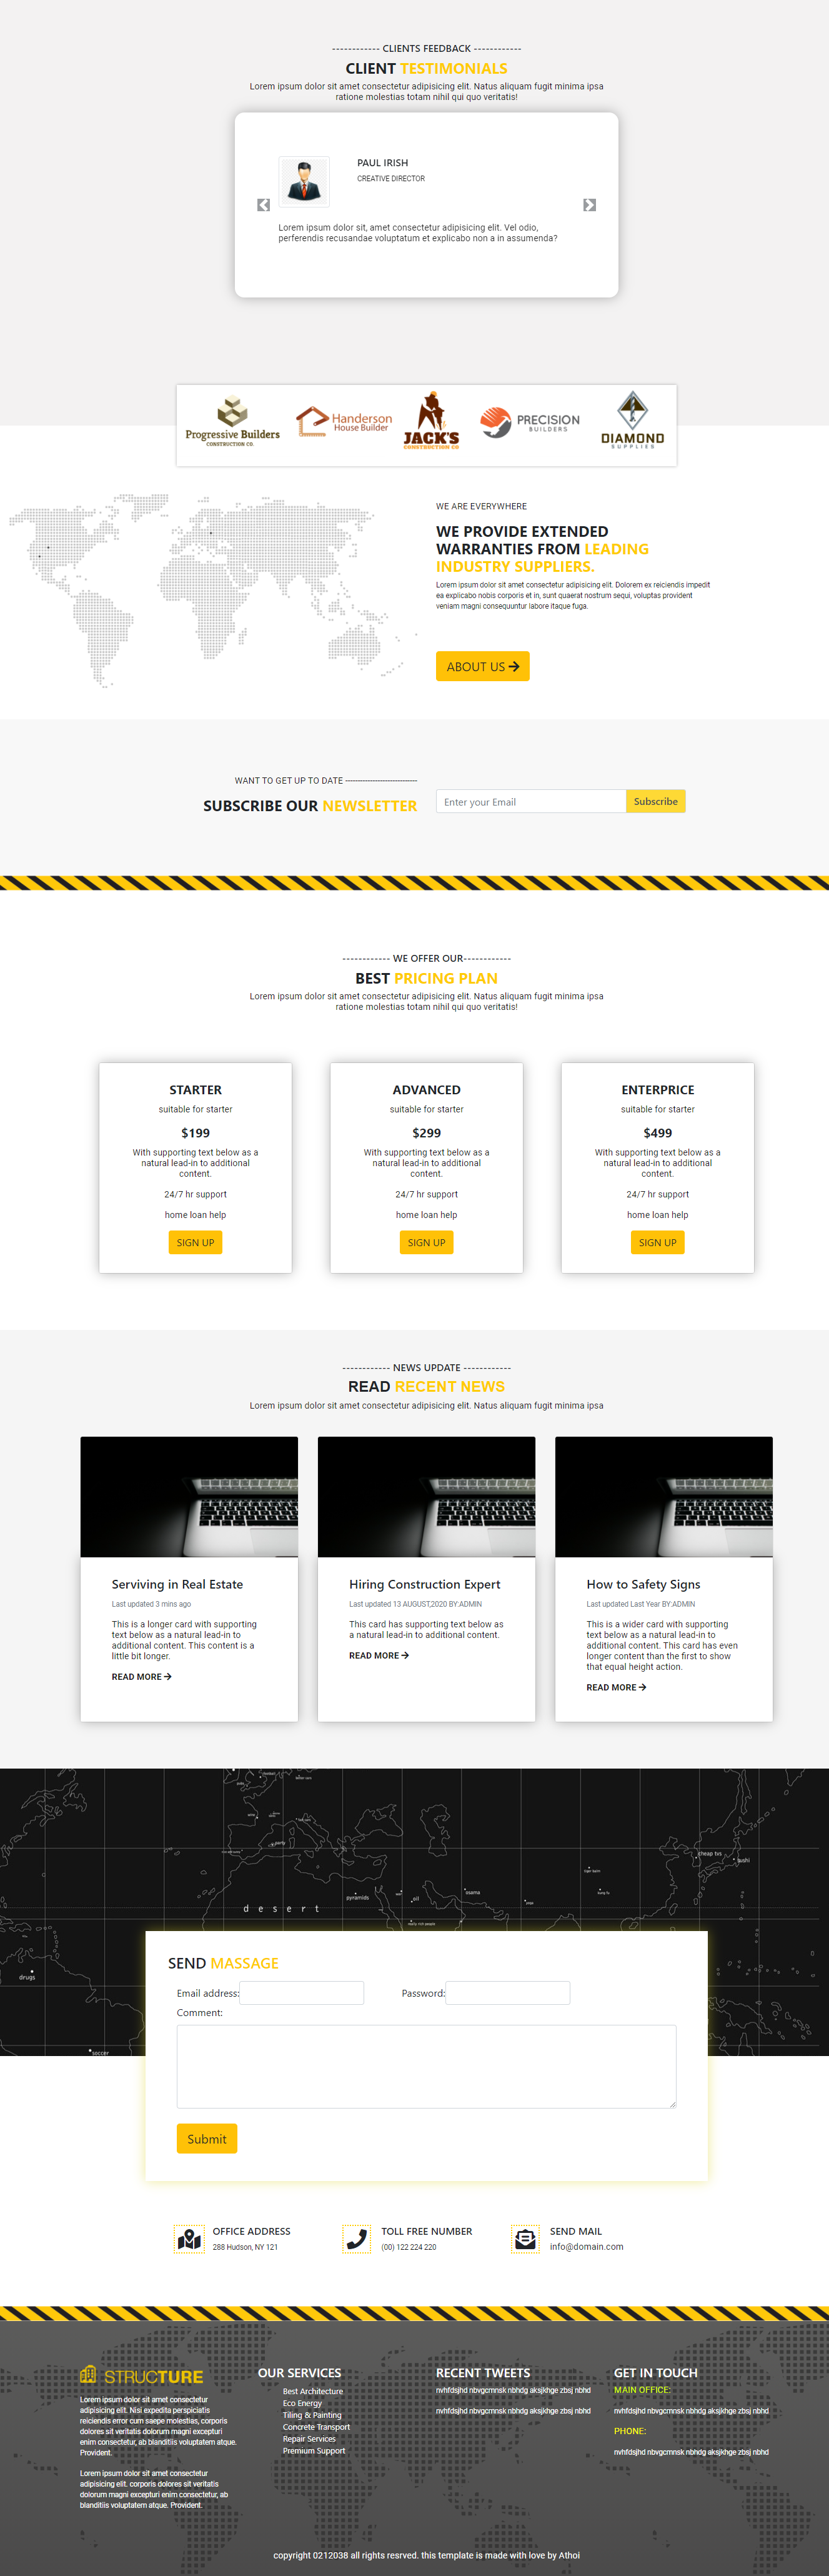 ------------ CLIENTS FEEDBACK ------------
CLIENT TESTIMONIALS
Lorem ipsum dolor sit amet consectetur adipisicing elit. Natus aliquam fugit minima ipsa
ratione molestias totam nihil qui quo veritatis!
PAUL IRISH
CREATIVE DIRECTOR
Lorem ipsum dolor sit, amet consectetur adipisicing elit. Vel odio,
perferendis recusandae voluptatum et explicabo non a in assumenda?
Progressive Builders
CONSTRUCTION CO.
Handerson
House Builder
JACK'S
CONSTRUCTION CO
PRECISION
BUILDERS
DIAMOND
SUPPLIES
WE ARE EVERYWHERE
WE PROVIDE EXTENDED
WARRANTIES FROM LEADING
INDUSTRY SUPPLIERS.
Lorem ipsum dolor sit amet consectetur adipisicing elit. Dolorem ex reiciendis impedit
ea explicabo nobis corporis et in, sunt quaerat nostrum sequi, voluptas provident
veniam magni consequuntur labore itaque fuga.
ABOUT US
WANT TO GET UP TO DATE -----------------------------
SUBSCRIBE OUR NEWSLETTER
Enter your Email
Subscribe
------------ WE OFFER OUR------------
BEST PRICING PLAN
Lorem ipsum dolor sit amet consectetur adipisicing elit. Natus aliquam fugit minima ipsa
ratione molestias totam nihil qui quo veritatis!
STARTER
suitable for starter
$199
With supporting text below as a
natural lead-in to additional
content.
24/7 hr support
home loan help
SIGN UP
ADVANCED
suitable for starter
$299
With supporting text below as a
natural lead-in to additional
content.
24/7 hr support
home loan help
SIGN UP
ENTERPRICE
suitable for starter
$499
With supporting text below as a
natural lead-in to additional
content.
24/7 hr support
home loan help
SIGN UP
------------ NEWS UPDATE ------------
READ RECENT NEWS
Lorem ipsum dolor sit amet consectetur adipisicing elit. Natus aliquam fugit minima ipsa
Serviving in Real Estate
Last updated 3 mins ago
This is a longer card with supporting
text below as a natural lead-in to
additional content. This content is a
little bit longer.
READ MORE
Hiring Construction Expert
Last updated 13 AUGUST,2020 BY:ADMIN
This card has supporting text below as
a natural lead-in to additional content.
READ MORE
How to Safety Signs
Last updated Last Year BY:ADMIN
This is a wider card with supporting
text below as a natural lead-in to
additional content. This card has even
longer content than the first to show
that equal height action.
READ MORE
cheap tvs
sushi
pyramids
oil
osama
desert
drugs
soccer
SEND MASSAGE
Email address:
Password:
Comment:
Submit
OFFICE ADDRESS
288 Hudson, NY 121
TOLL FREE NUMBER
(00) 122 224 220
SEND MAIL
info@domain.com
STRUCTURE
Lorem ipsum dolor sit amet consectetur
adipisicing elit. Nisi expedita perspiciatis
reiciendis error cum saepe molestias, corporis
dolores sit veritatis dolorum magni excepturi
enim consectetur, ab blanditiis voluptatem atque.
Provident.
Lorem ipsum dolor sit amet consectetur
adipisicing elit. corporis dolores sit veritatis
dolorum magni excepturi enim consectetur, ab
blanditiis voluptatem atque. Provident.
OUR SERVICES
Best Architecture
Eco Energy
Tiling & Painting
Concrete Transport
Repair Services
Premium Support
RECENT TWEETS
nvhfdsjhd nbvgcmnsk nbhdg aksjkhge zbsj nbhd
nvhfdsjhd nbvgcmnsk nbhdg aksjkhge zbsj nbhd
GET IN TOUCH
MAIN OFFICE:
nvhfdsjhd nbvgcmnsk nbhdg aksjkhge zbsj nbhd
PHONE:
nvhfdsjhd nbvgcmnsk nbhdg aksjkhge zbsj nbhd
copyright 0212038 all rights resrved. this template is made with love by Athoi